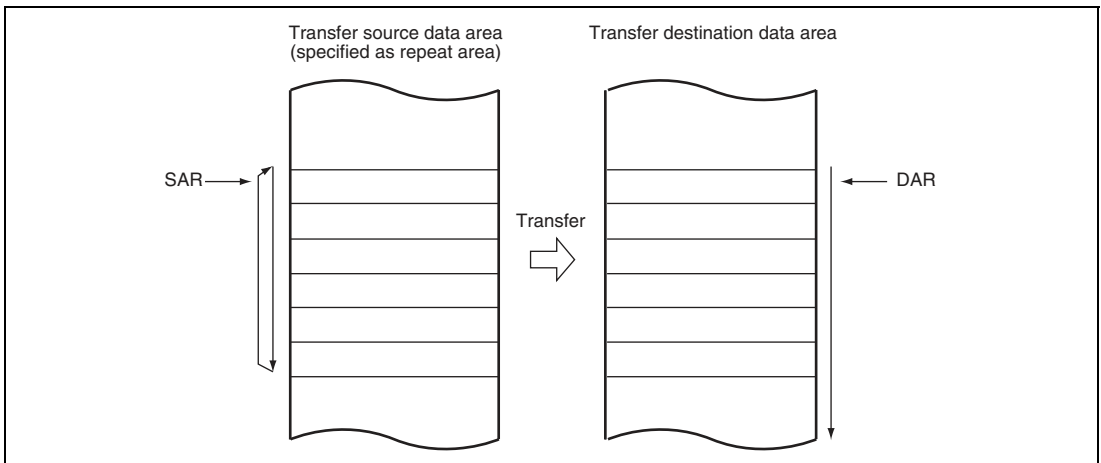 Transfer source data area
(specified as repeat area)
Transfer destination data area
SAR
DAR
Transfer